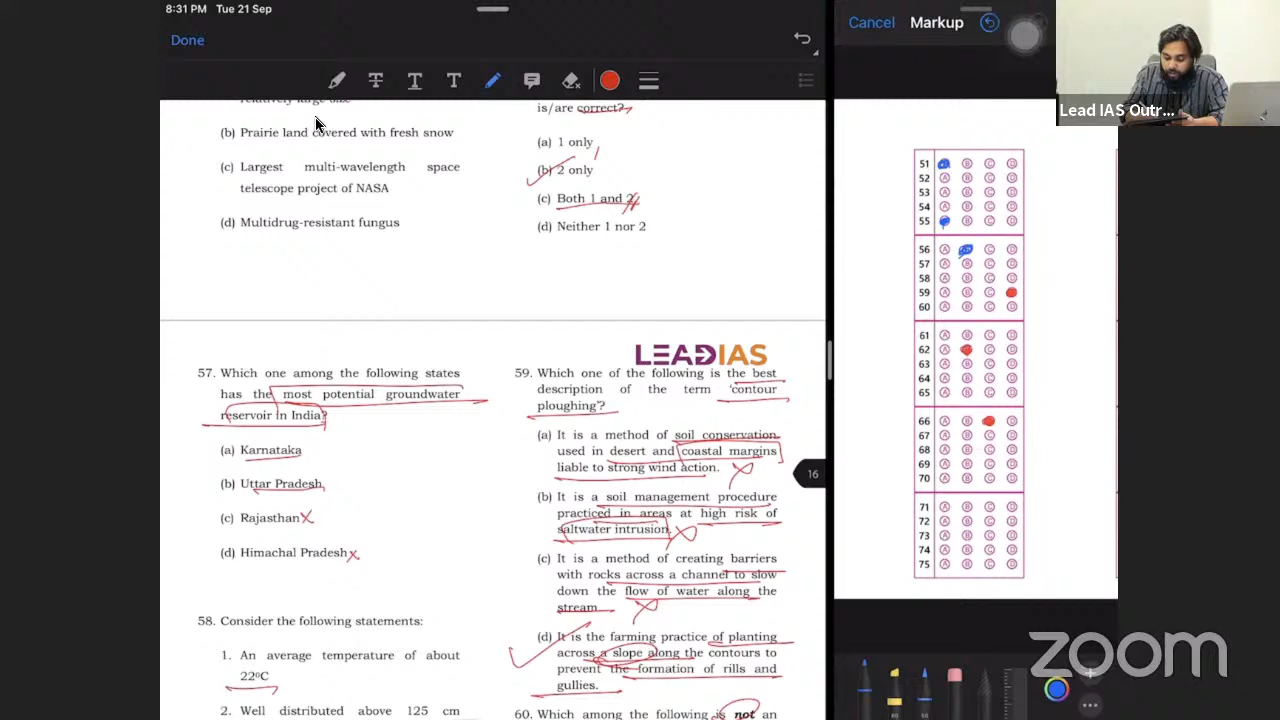 8:31 PM Tue 21 Sep
Done
relatively large size
(b) Prairie land covered with fresh snow
(c) Largest multi-wavelength space
telescope project of NASA
(d) Multidrug-resistant fungus
is/are correct?
(a) 1 only
(b) 2 only
(c) Both 1 and 2
(d) Neither 1 nor 2
LEADIAS
57. Which one among the following states
has the most potential groundwater
reservoir in India?
(a) Karnataka
(b) Uttar Pradesh
(c) Rajasthan
(d) Himachal Pradesh
58. Consider the following statements:
1. An average temperature of about
22ºC
2. Well distributed above 125 cm
59. Which one of the following is the best
description of the term 'contour
ploughing'?
(a) It is a method of soil conservation
used in desert and coastal margins
liable to strong wind action.
(b) It is a soil management procedure
practiced in areas at high risk of
saltwater intrusion.
(c) It is a method of creating barriers
with rocks across a channel to slow
down the flow of water along the
stream
(d) It is the farming practice of planting
across a slope along the contours to
prevent the formation of rills and
gullies.
60. Which among the following is not an
16
Cancel Markup
Lead IAS Outr...
51 A B C D
52 A B C D
53 A B C D
54 A B C D
55 B C D
56 A C D
57 A B C D
58 A B C D
59 A B C
60 A B C D
61 A B C D
62 A C D
63 A B C D
64 A B C D
65 A B C D
66 A B D
67 A B C D
68 A B C D
69 A B C D
70 A B C D
71 A B C D
72 A B C D
73 A B C D
74 A B C D
75 A B C D
zoom